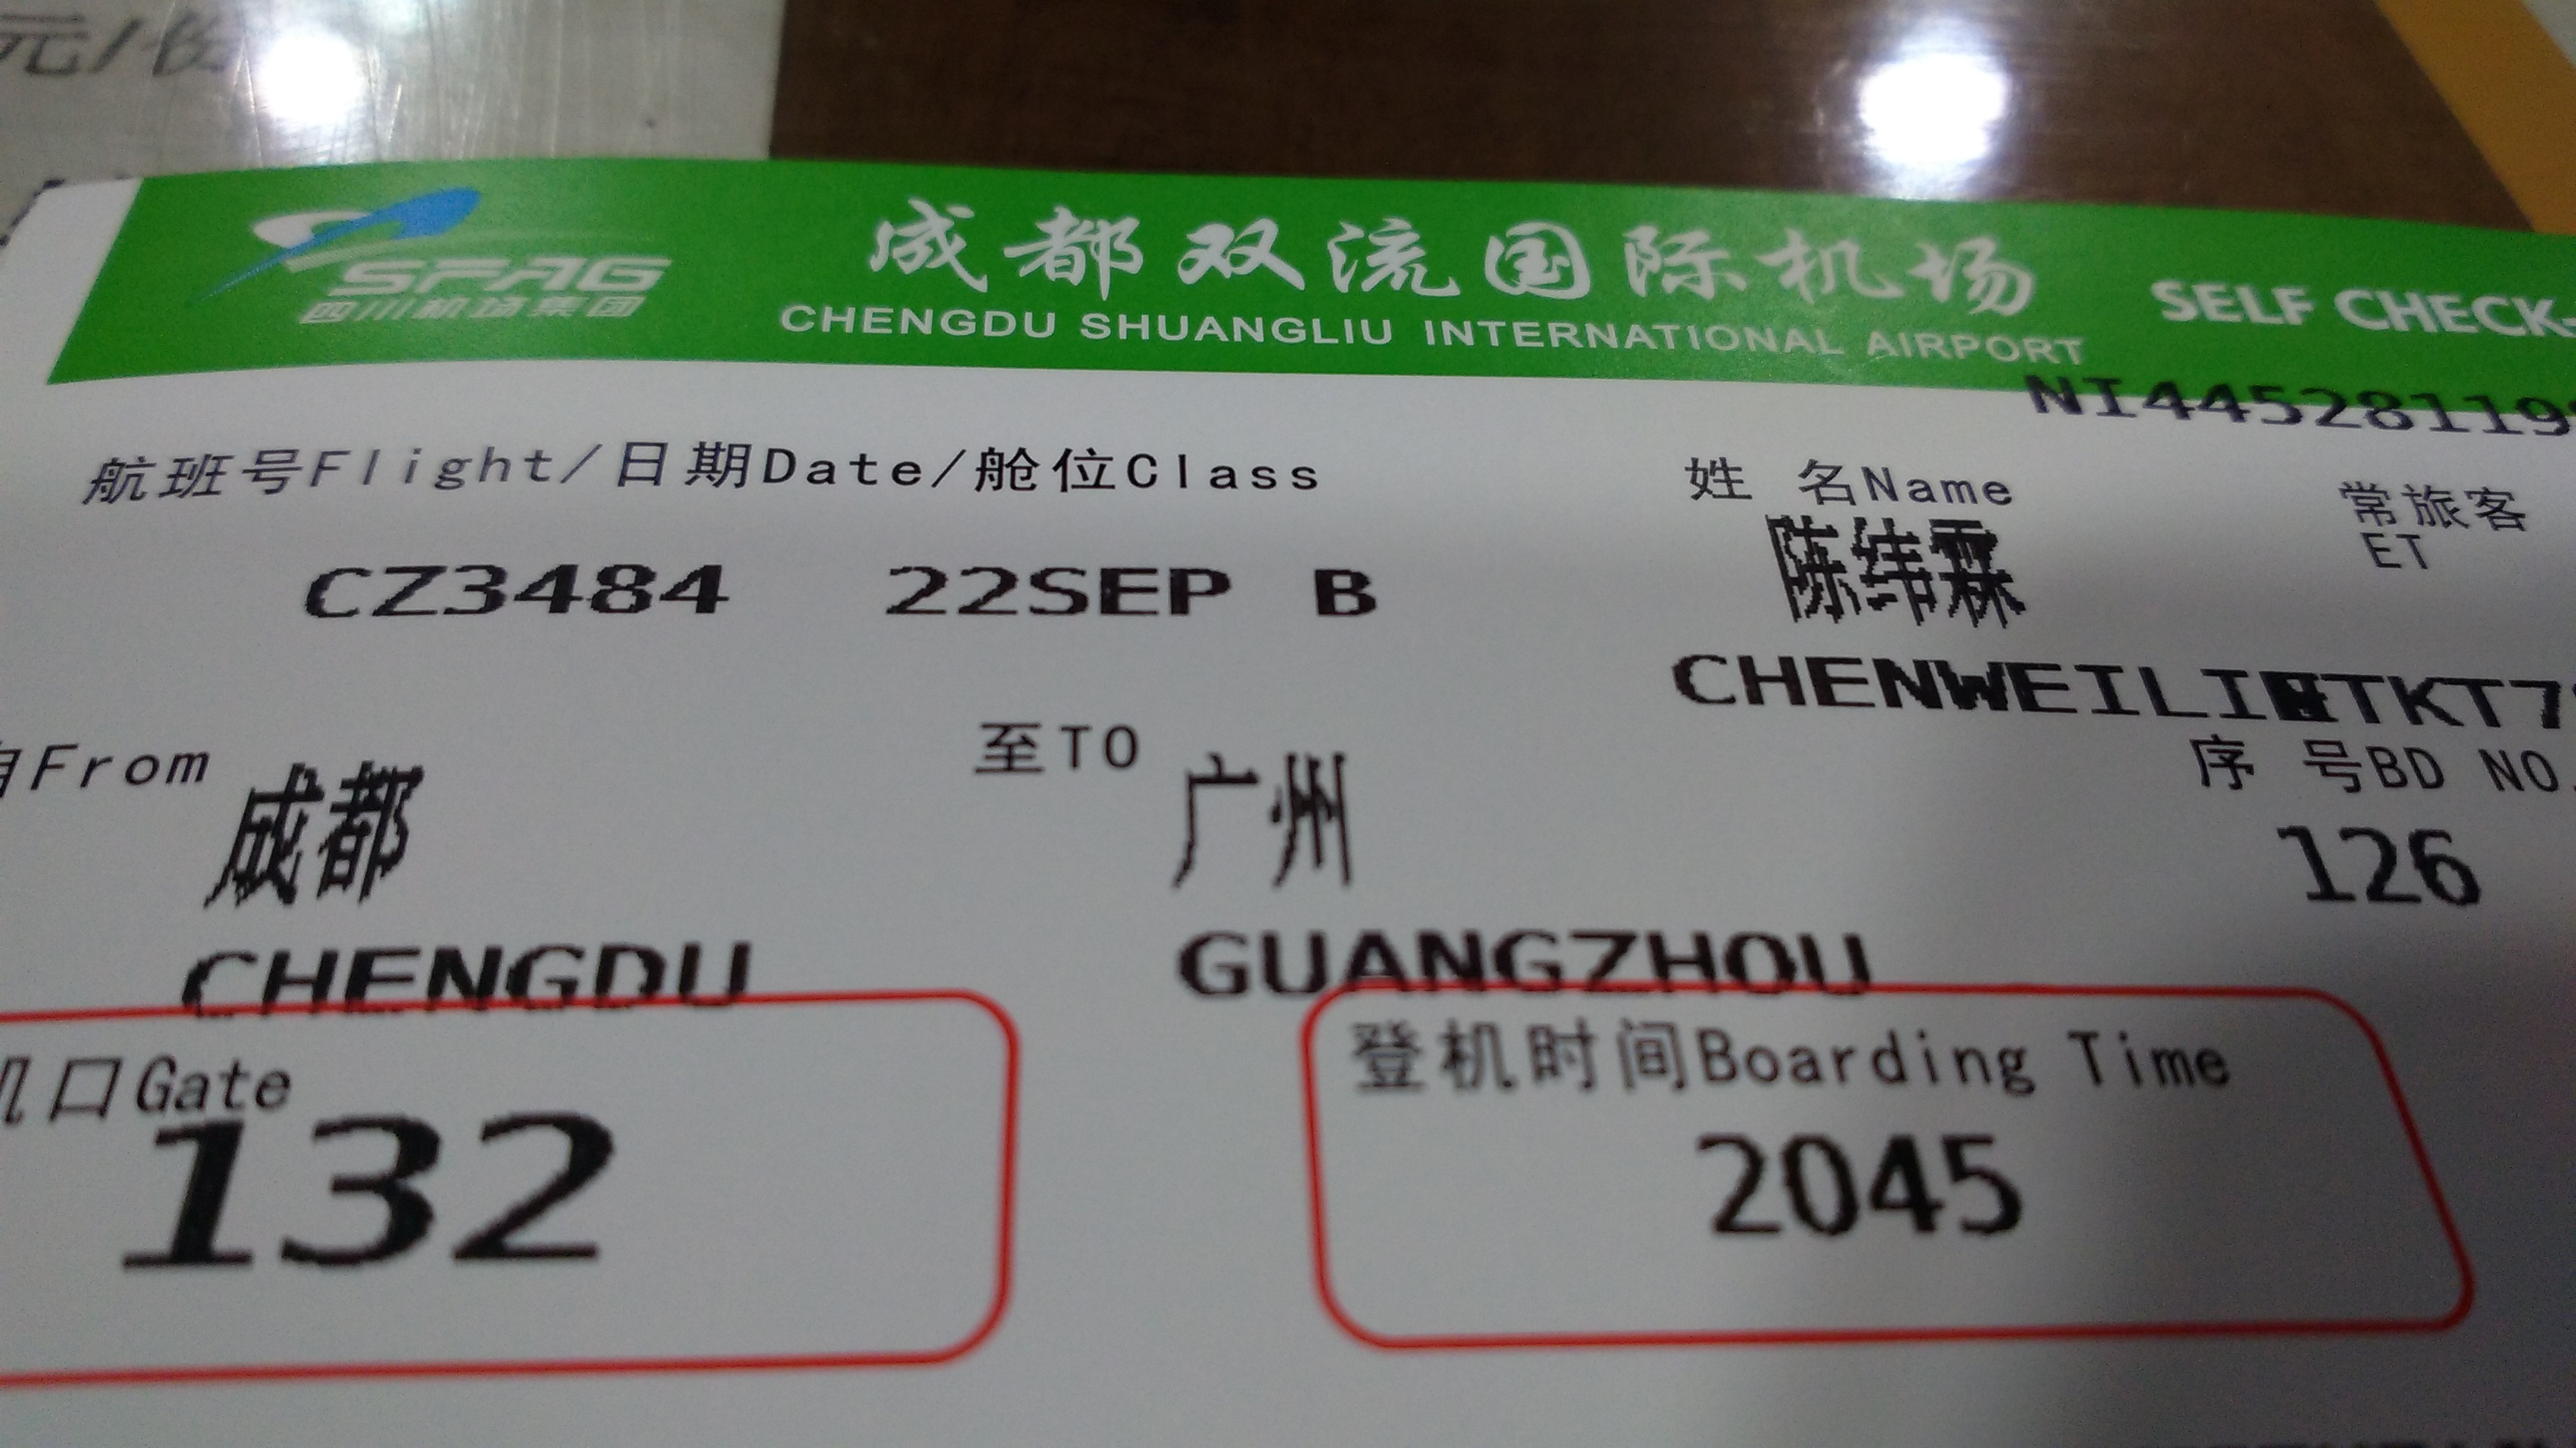 元/份
SFAG
四川机场集团
成都双流国际机场
CHENGDU SHUANGLIU INTERNATIONAL AIRPORT
SELF CHECK-
NI445281199
航班号Flight/日期Date/舱位Class
姓 名Name
常旅客
CZ3484 22SEP B
陈纬霖
ET
CHENWEILIN
ETKT7
自From
成都
至TO
广州
序 号BD NO.
126
CHENGDU
GUANGZHOU
机口Gate
132
登机时间Boarding Time
2045